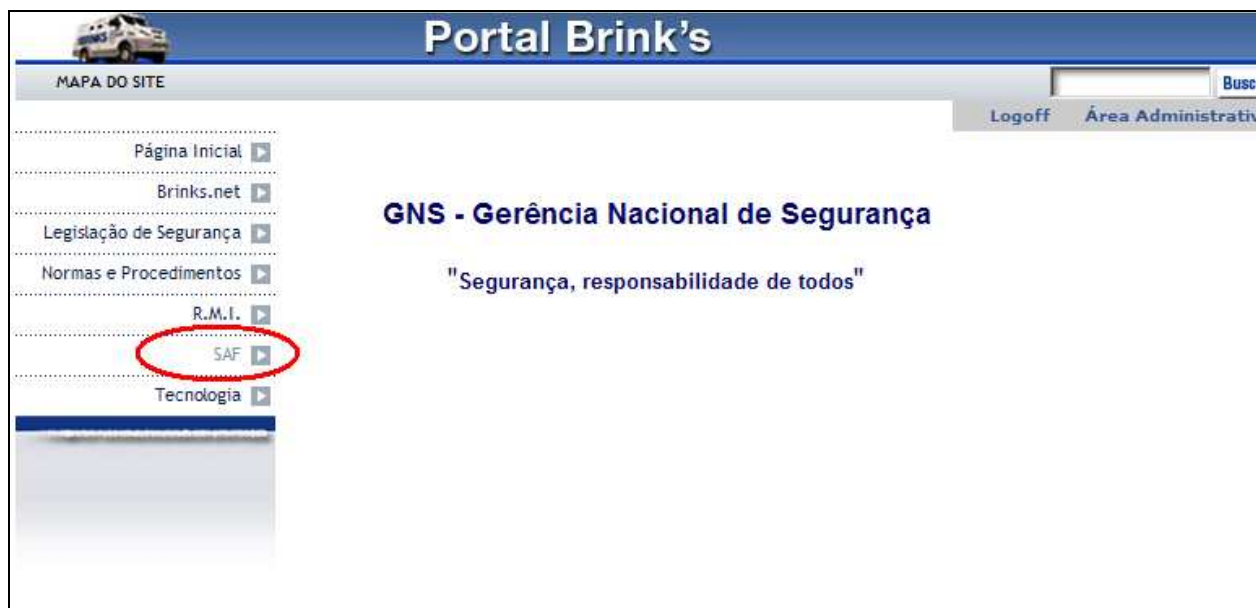 Portal Brink's
MAPA DO SITE
Busc
Logoff Área Administrativ
Página Inicial
Brinks.net
Legislação de Segurança
Normas e Procedimentos
R.M.I.
SAF
Tecnologia
GNS - Gerência Nacional de Segurança
"Segurança, responsabilidade de todos"